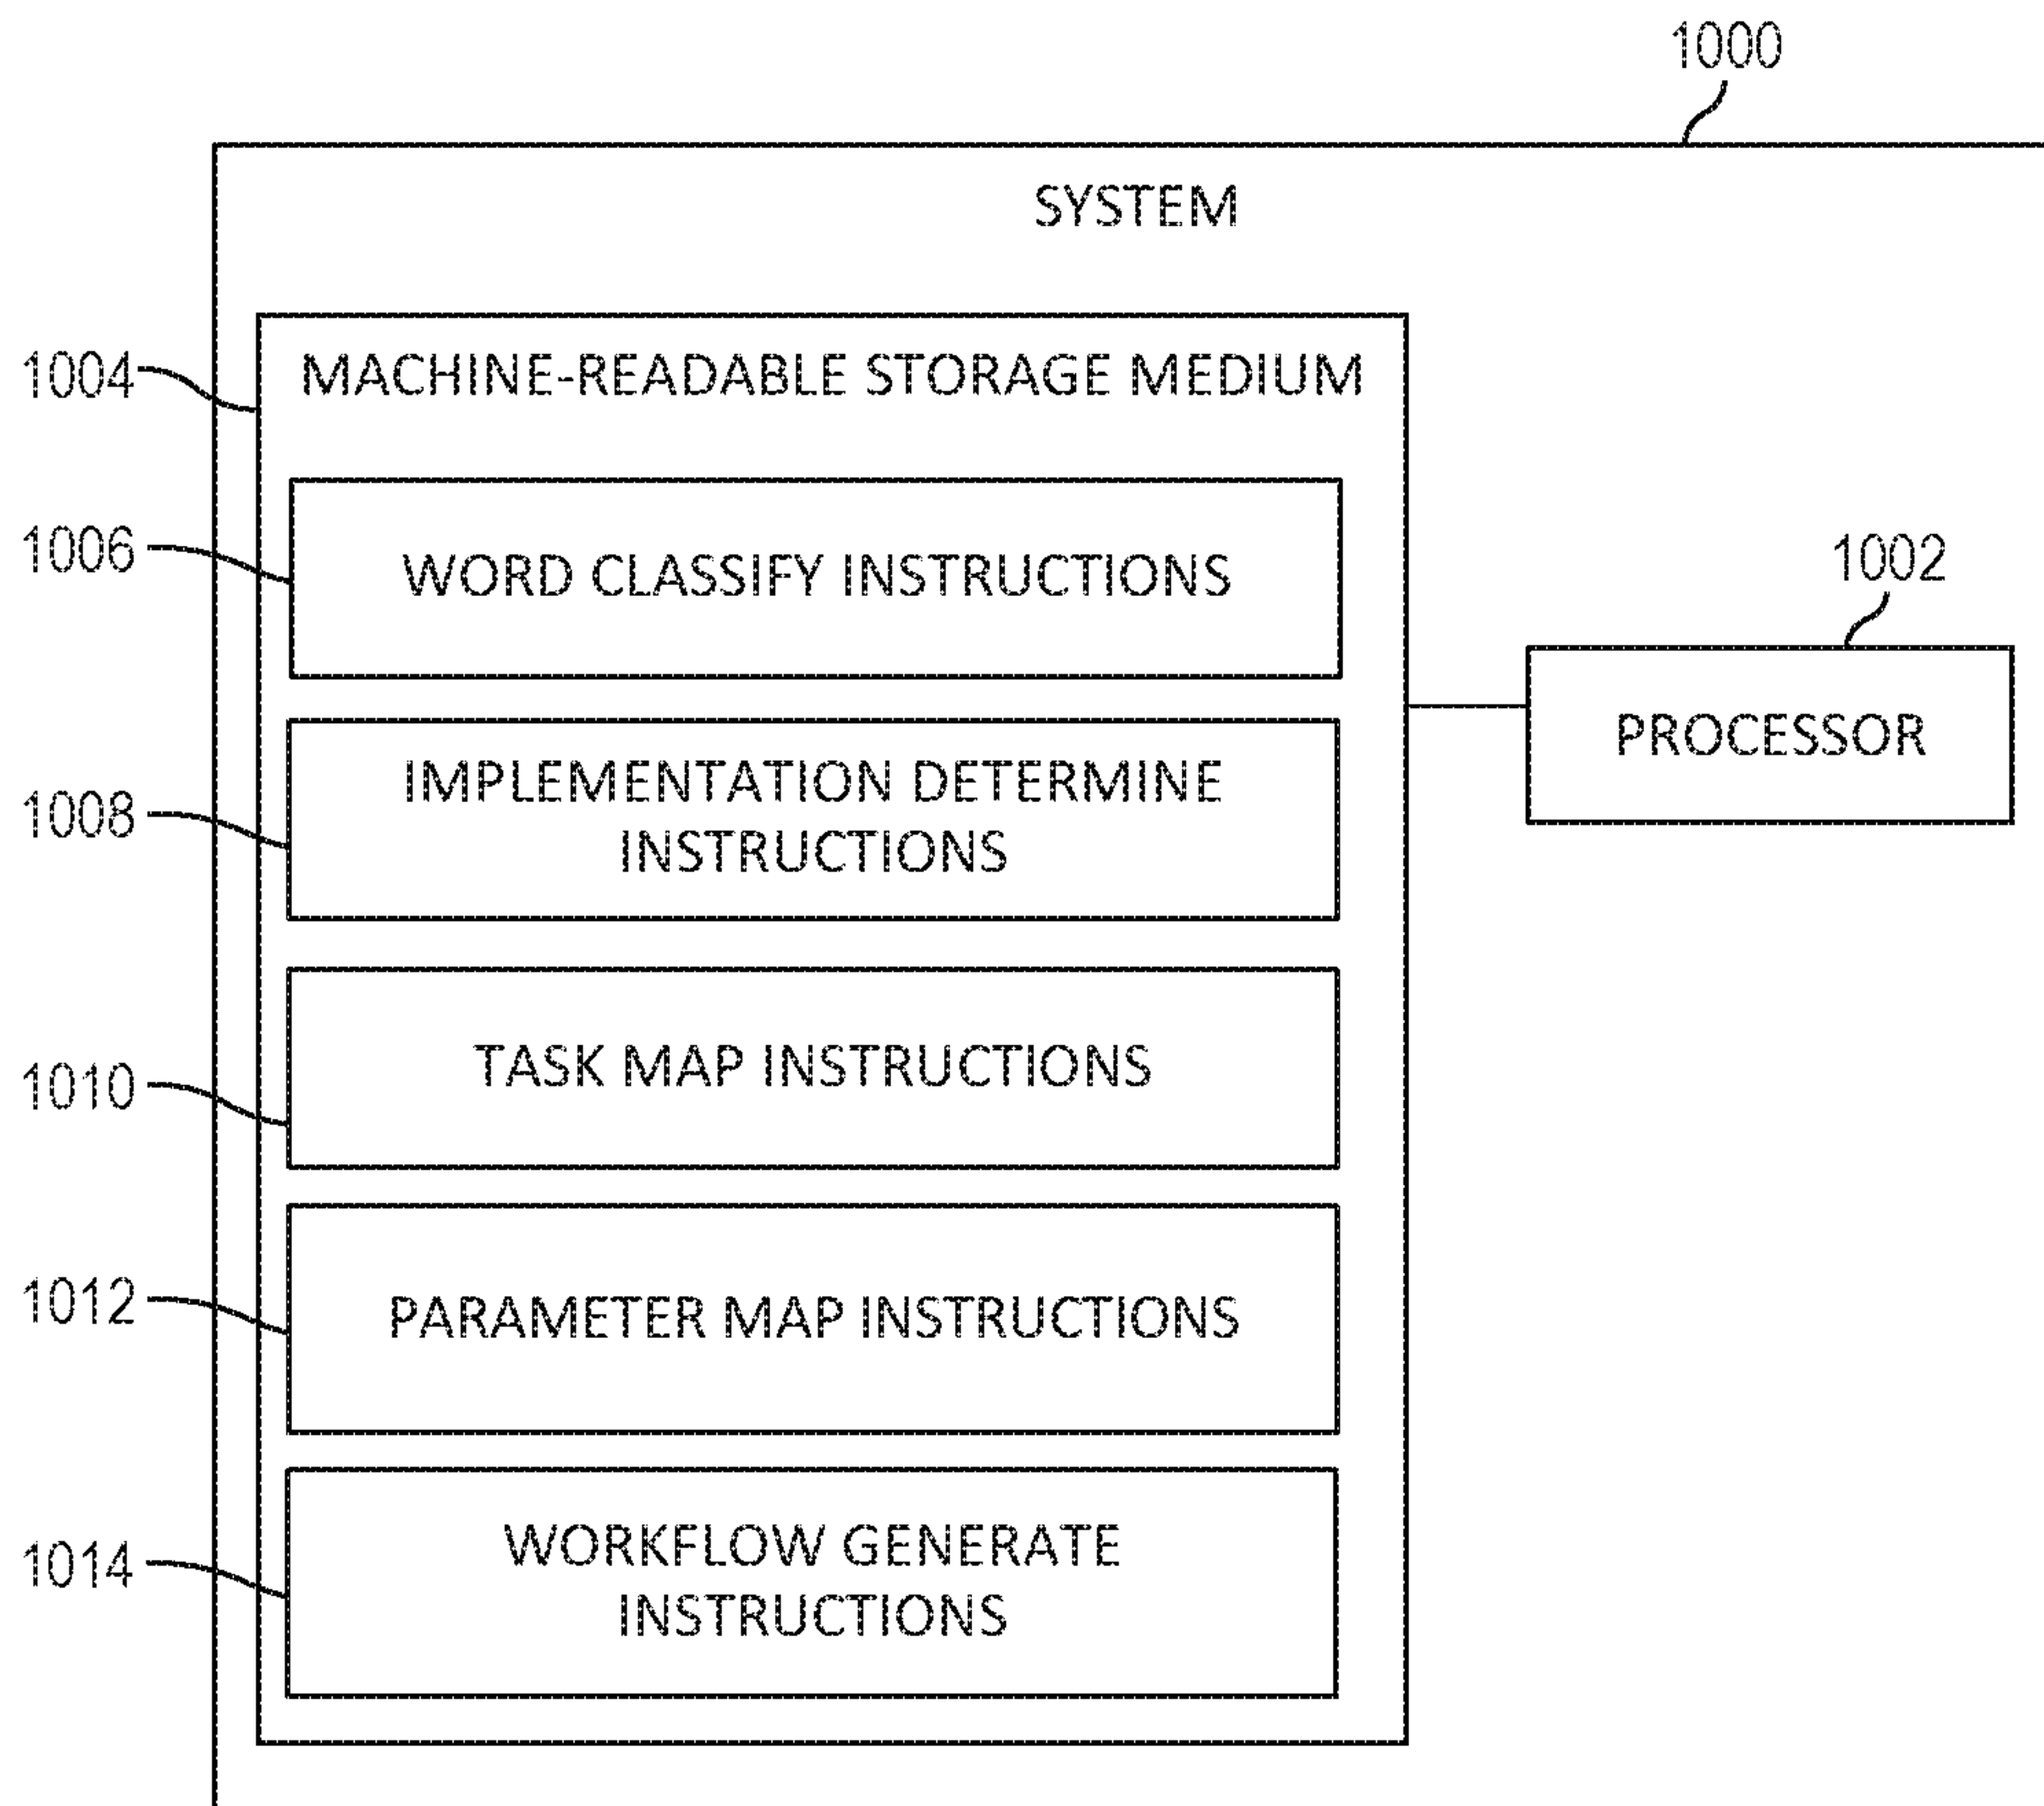 1000
SYSTEM
1004
MACHINE-READABLE STORAGE MEDIUM
1006
WORD CLASSIFY INSTRUCTIONS
1002
PROCESSOR
1008
IMPLEMENTATION DETERMINE
INSTRUCTIONS
1010
TASK MAP INSTRUCTIONS
1012
PARAMETER MAP INSTRUCTIONS
1014
WORKFLOW GENERATE
INSTRUCTIONS